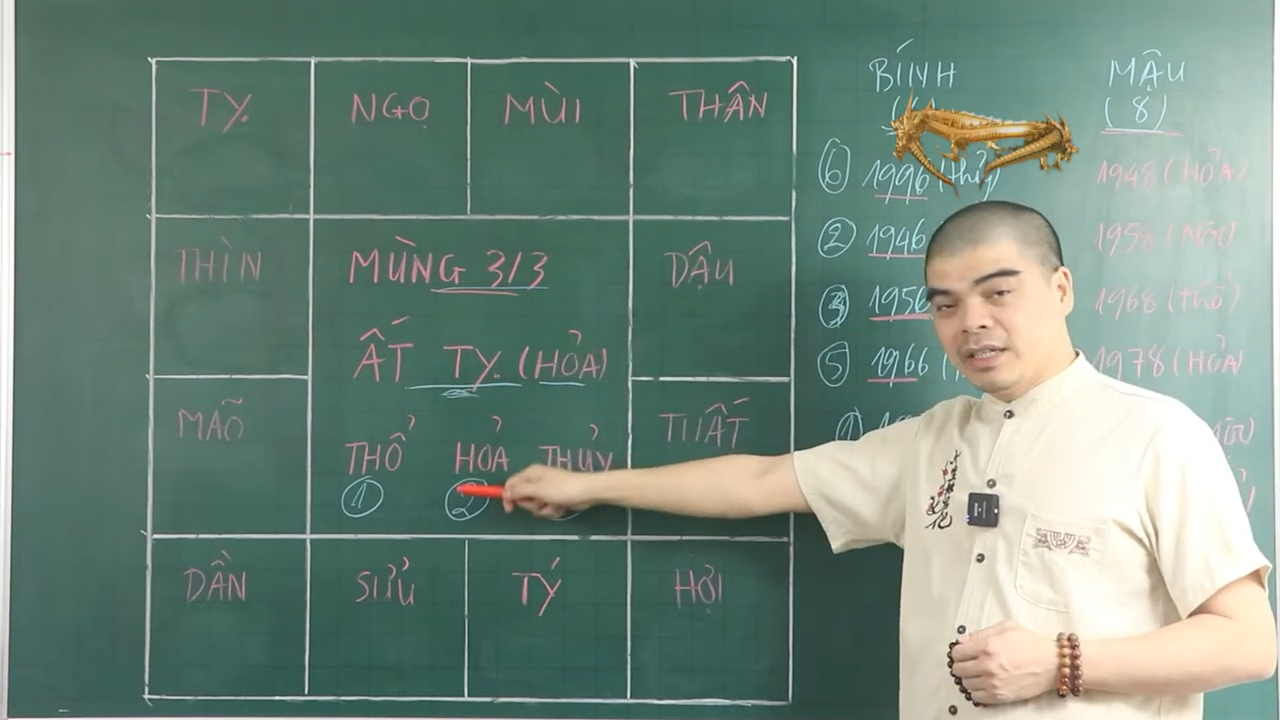 TỴ NGỌ MÙI THÂN
THÌN
MÙNG 3/3
DẬU
ẤT TỴ (HỎA)
MÃO
THỔ HỎA THỦY
TUẤT
1 2
DẦN SỬU TÝ HỢI
BÍNH MẬU
(8)
6 1996 (thủy 1948 (HỎA)
2 1946 1958 (MỘC)
3 1956 1968 (thổ)
5 1966 1978 (HỎA)